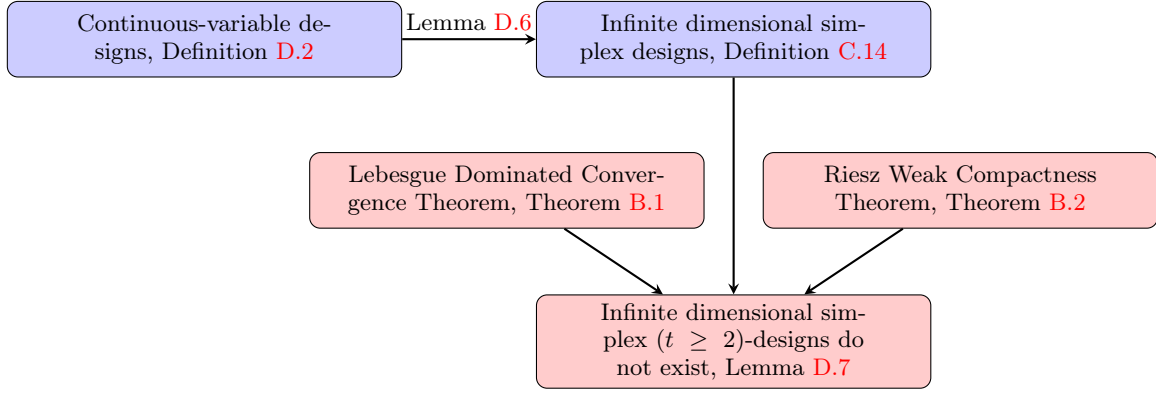 Continuous-variable de-
signs, Definition D.2
Lemma D.6
Infinite dimensional sim-
plex designs, Definition C.14
Lebesgue Dominated Conver-
gence Theorem, Theorem B.1
Riesz Weak Compactness
Theorem, Theorem B.2
Infinite dimensional sim-
plex (t ≥ 2)-designs do
not exist, Lemma D.7